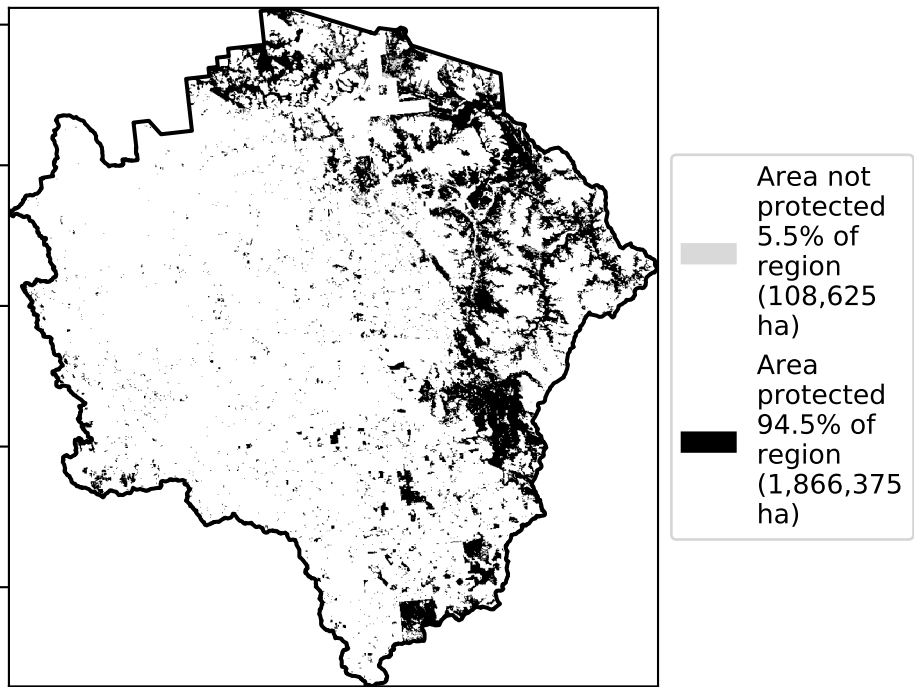 Area not
protected
5.5% of
region
(108,625
ha)
Area
protected
94.5% of
region
(1,866,375
ha)